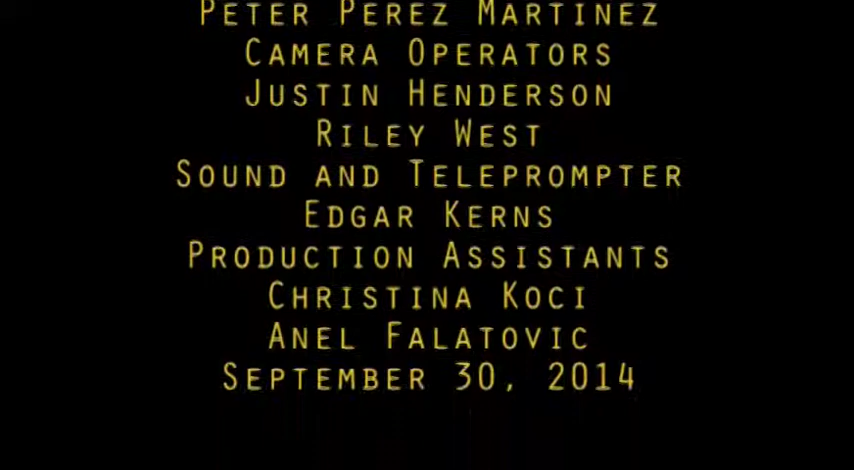 PETER PEREZ MARTINEZ
CAMERA OPERATORS
JUSTIN HENDERSON
RILEY WEST
SOUND AND TELEPROMPTER
EDGAR KERNS
PRODUCTION ASSISTANTS
CHRISTINA KOCI
ANEL FALATOVIC
SEPTEMBER 30, 2014